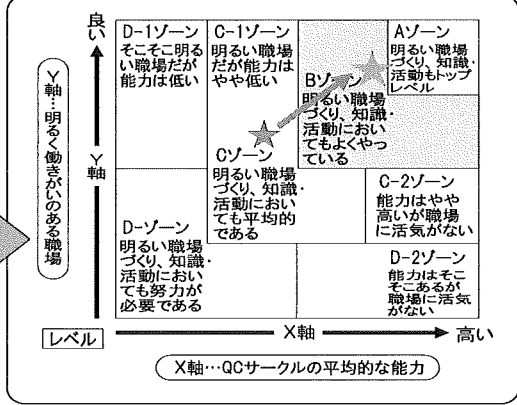 良い
Y軸…明るく働きがいのある職場
Y軸
D-1ゾーン
そこそこ明る
い職場だが
能力は低い
C-1ゾーン
明るい職場
だが能力は
やや低い
Bゾーン
明るい職場
づくり、知識・
活動におい
てもよくやっ
ている
Aゾーン
明るい職場
づくり、知識・
活動もトップ
レベル
Cゾーン
明るい職場
づくり、知識・
活動におい
ても平均的
である
C-2ゾーン
能力はやや
高いが職場
に活気がない
D-ゾーン
明るい職場
づくり、知識・
活動におい
ても努力が
必要である
D-2ゾーン
能力はそこ
そこあるが
職場に活気
がない
レベル
X軸
高い
X軸…QCサークルの平均的な能力